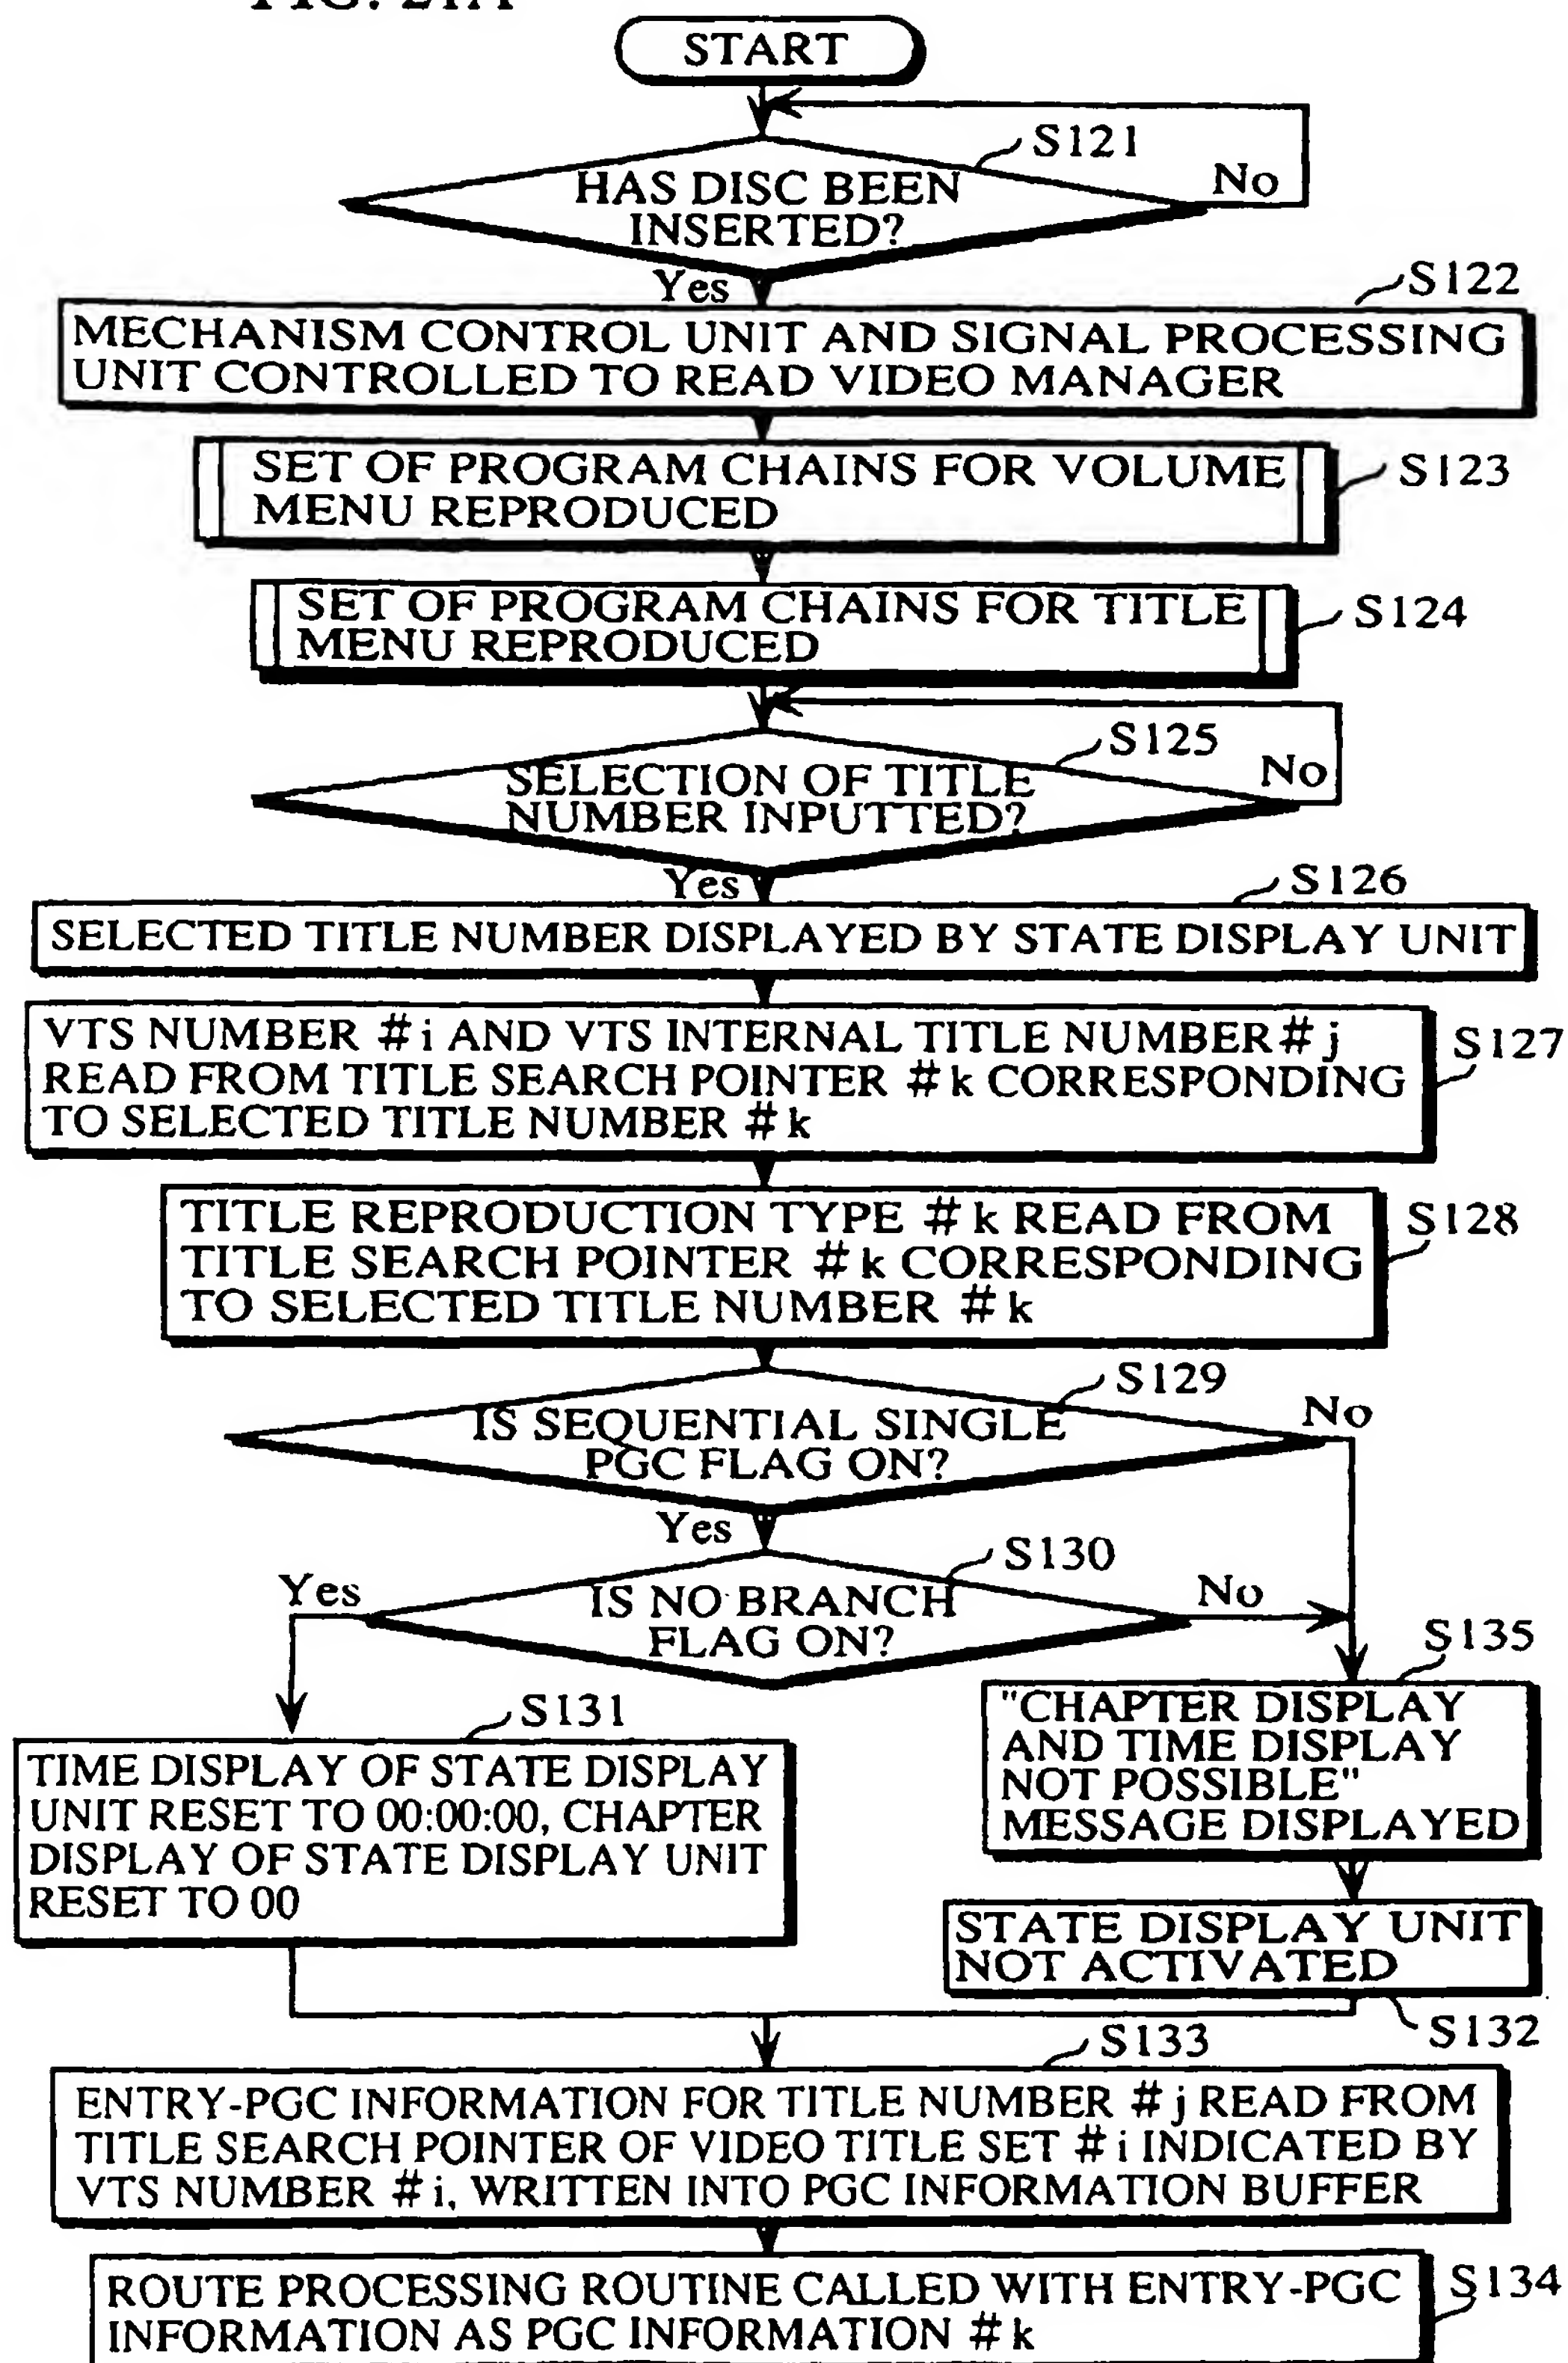 START
S121
HAS DISC BEEN
INSERTED?
No
Yes
S122
MECHANISM CONTROL UNIT AND SIGNAL PROCESSING
UNIT CONTROLLED TO READ VIDEO MANAGER
SET OF PROGRAM CHAINS FOR VOLUME
MENU REPRODUCED
S123
SET OF PROGRAM CHAINS FOR TITLE
MENU REPRODUCED
S124
S125
SELECTION OF TITLE
NUMBER INPUTTED?
No
Yes
S126
SELECTED TITLE NUMBER DISPLAYED BY STATE DISPLAY UNIT
VTS NUMBER #i AND VTS INTERNAL TITLE NUMBER#j
READ FROM TITLE SEARCH POINTER #k CORRESPONDING
TO SELECTED TITLE NUMBER #k
S127
TITLE REPRODUCTION TYPE #k READ FROM
TITLE SEARCH POINTER #k CORRESPONDING
TO SELECTED TITLE NUMBER #k
S128
S129
IS SEQUENTIAL SINGLE
PGC FLAG ON?
No
Yes
S130
IS NO BRANCH
FLAG ON?
Yes
No
S135
"CHAPTER DISPLAY
AND TIME DISPLAY
NOT POSSIBLE"
MESSAGE DISPLAYED
S131
TIME DISPLAY OF STATE DISPLAY
UNIT RESET TO 00:00:00, CHAPTER
DISPLAY OF STATE DISPLAY UNIT
RESET TO 00
STATE DISPLAY UNIT
NOT ACTIVATED
S132
S133
ENTRY-PGC INFORMATION FOR TITLE NUMBER #j READ FROM
TITLE SEARCH POINTER OF VIDEO TITLE SET #i INDICATED BY
VTS NUMBER #i, WRITTEN INTO PGC INFORMATION BUFFER
ROUTE PROCESSING ROUTINE CALLED WITH ENTRY-PGC
INFORMATION AS PGC INFORMATION #k
S134